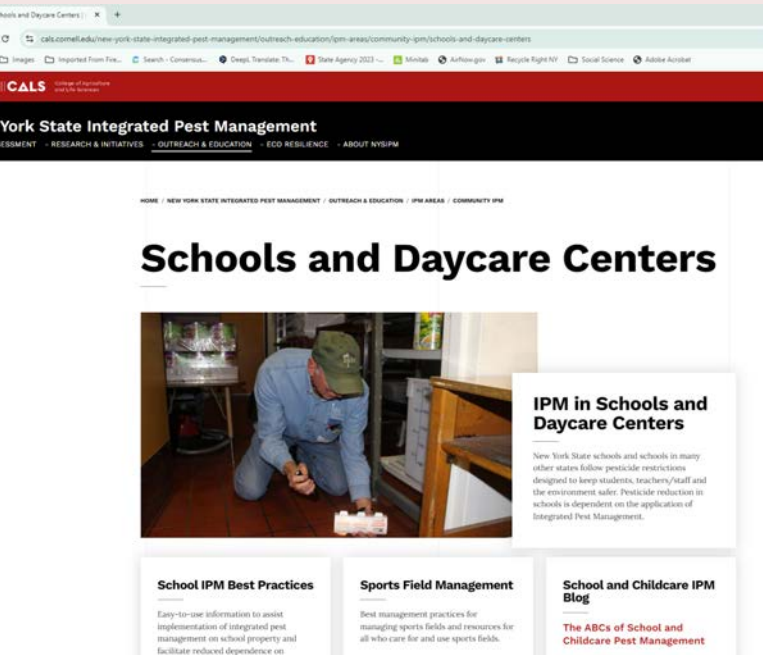 hools and Daycare Centers |
cals.cornell.edu/new-york-state-integrated-pest-management/outreach-education/ipm-areas/community-ipm/schools-and-daycare-centers
Images Imported From Fire... Search - Consensus... DeepL Translate: Th... State Agency 2023 -... Minitab AirNow.gov Recycle Right NY Social Science Adobe Acrobat
CALS College of Agriculture
and Life Sciences
York State Integrated Pest Management
ESSMENT RESEARCH & INITIATIVES OUTREACH & EDUCATION ECO RESILIENCE ABOUT NYSIPM
HOME / NEW YORK STATE INTEGRATED PEST MANAGEMENT / OUTREACH & EDUCATION / IPM AREAS / COMMUNITY IPM
Schools and Daycare Centers
IPM in Schools and
Daycare Centers
New York State schools and schools in many
other states follow pesticide restrictions
designed to keep students, teachers/staff and
the environment safer. Pesticide reduction in
schools is dependent on the application of
Integrated Pest Management.
School IPM Best Practices
Easy-to-use information to assist
implementation of integrated pest
management on school property and
facilitate reduced dependence on
Sports Field Management
Best management practices for
managing sports fields and resources for
all who care for and use sports fields.
School and Childcare IPM
Blog
The ABCs of School and
Childcare Pest Management